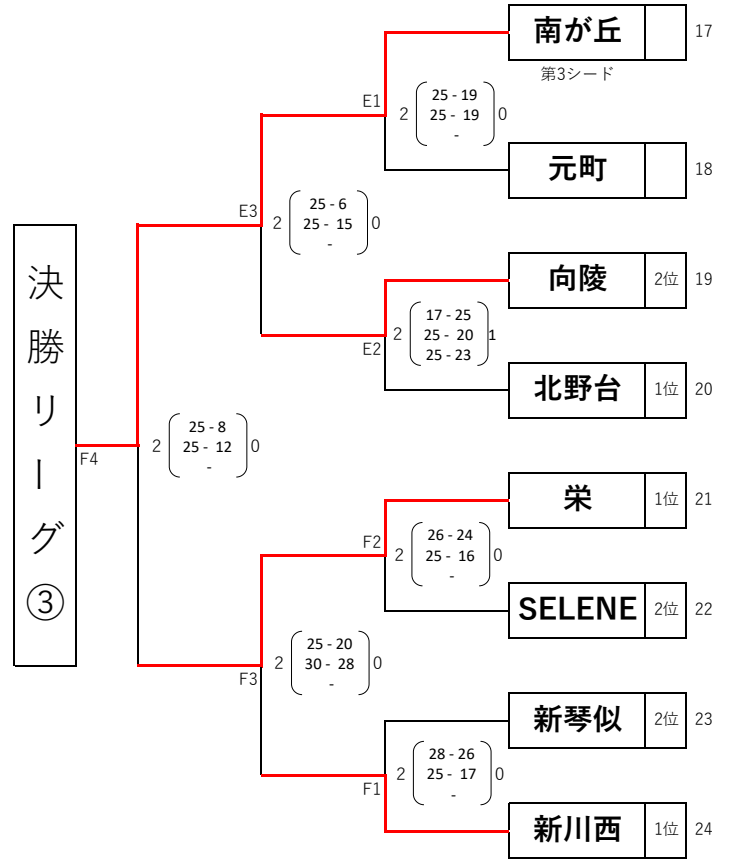 南が丘 17
第3シード
E1
2 25 - 19 0
25 - 19
-
元町 18
E3
2 25 - 6 0
25 - 15
-
向陵 2位 19
E2
2 17 - 25 1
25 - 20
25 - 23
北野台 1位 20
決勝リーグ③
F4
2 25 - 8 0
25 - 12
-
栄 1位 21
F2
2 26 - 24 0
25 - 16
-
SELENE 2位 22
F3
2 25 - 20 0
30 - 28
-
新琴似 2位 23
F1
2 28 - 26 0
25 - 17
-
新川西 1位 24